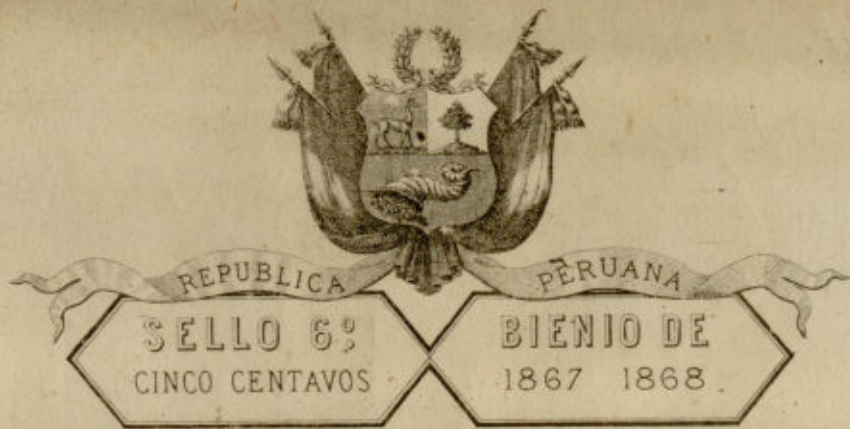 REPUBLICA PERUANA
SELLO 6º BIENIO DE
CINCO CENTAVOS 1867 1868